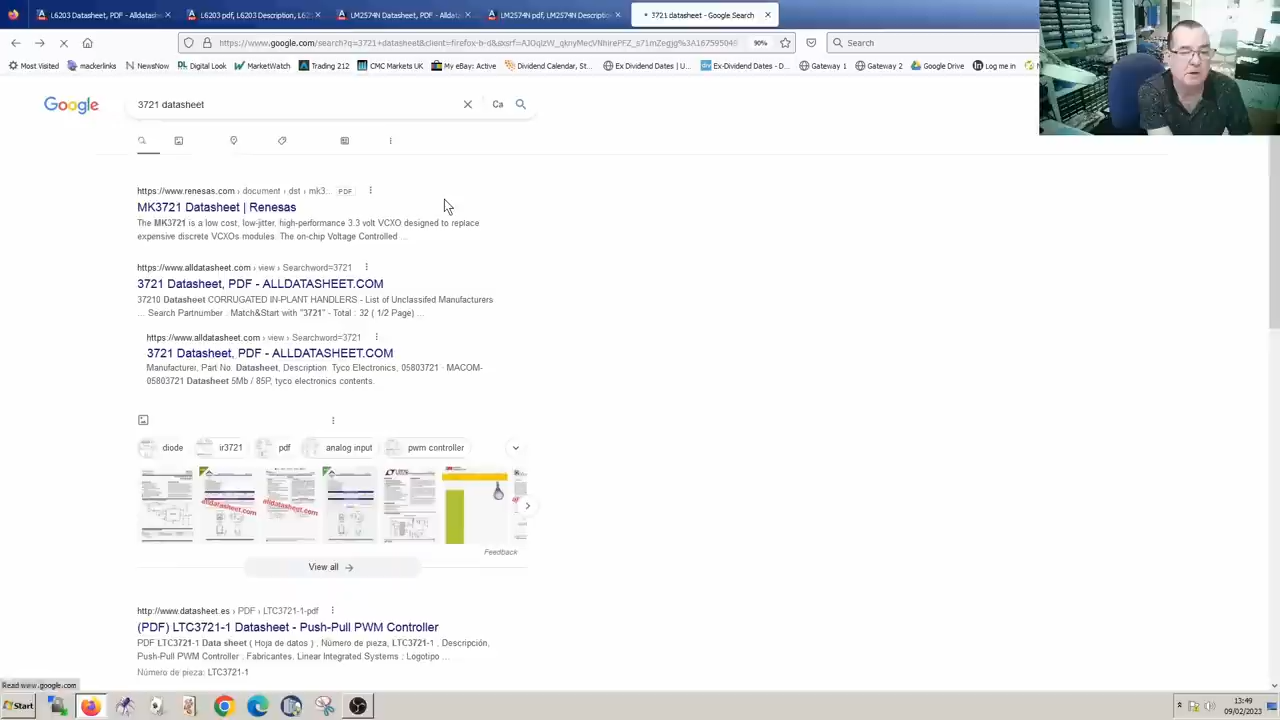 L6203 Datasheet, PDF - Alldatas
L6203 pdf, L6203 Description, L62
2574N Datasheet, PDF - Alldatas
LM2574N pdf, LM2574N Descriptio
3721 datasheet - Google Search
90%
Search
Most Visited
mackerlinks
NewsNow
Digital Look
MarketWatch
Trading 212
CMC Markets UK
My eBay: Active
Dividend Calendar, St...
Ex Dividend Dates | U...
Ex-Dividend Dates - D...
Gateway 1
Gateway 2
Google Drive
Log me in
Google
3721 datasheet
Ca
https://www.renesas.com › document › dst › mk3... PDF
MK3721 Datasheet | Renesas
The MK3721 is a low cost, low-jitter, high-performance 3.3 volt VCXO designed to replace
expensive discrete VCXOs modules. The on-chip Voltage Controlled ...
https://www.alldatasheet.com › view › Searchword=3721
3721 Datasheet, PDF - ALLDATASHEET.COM
37210 Datasheet CORRUGATED IN-PLANT HANDLERS - List of Unclassifed Manufacturers
... Search Partnumber . Match&Start with "3721" - Total : 32 ( 1/2 Page) ...
https://www.alldatasheet.com › view › Searchword=3721
3721 Datasheet, PDF - ALLDATASHEET.COM
Manufacturer, Part No. Datasheet, Description. Tyco Electronics, 05803721 · MACOM-
05803721 Datasheet 5Mb / 85P, tyco electronics contents.
diode
ir3721
pdf
analog input
pwm controller
Feedback
View all
http://www.datasheet.es › PDF › LTC3721-1-pdf
(PDF) LTC3721-1 Datasheet - Push-Pull PWM Controller
PDF LTC3721-1 Data sheet ( Hoja de datos ) . Número de pieza, LTC3721-1 . Descripción,
Push-Pull PWM Controller . Fabricantes. Linear Integrated Systems ; Logotipo ...
Número de pieza: LTC3721-1
Read www.google.com
Start
13:49
09/02/2023